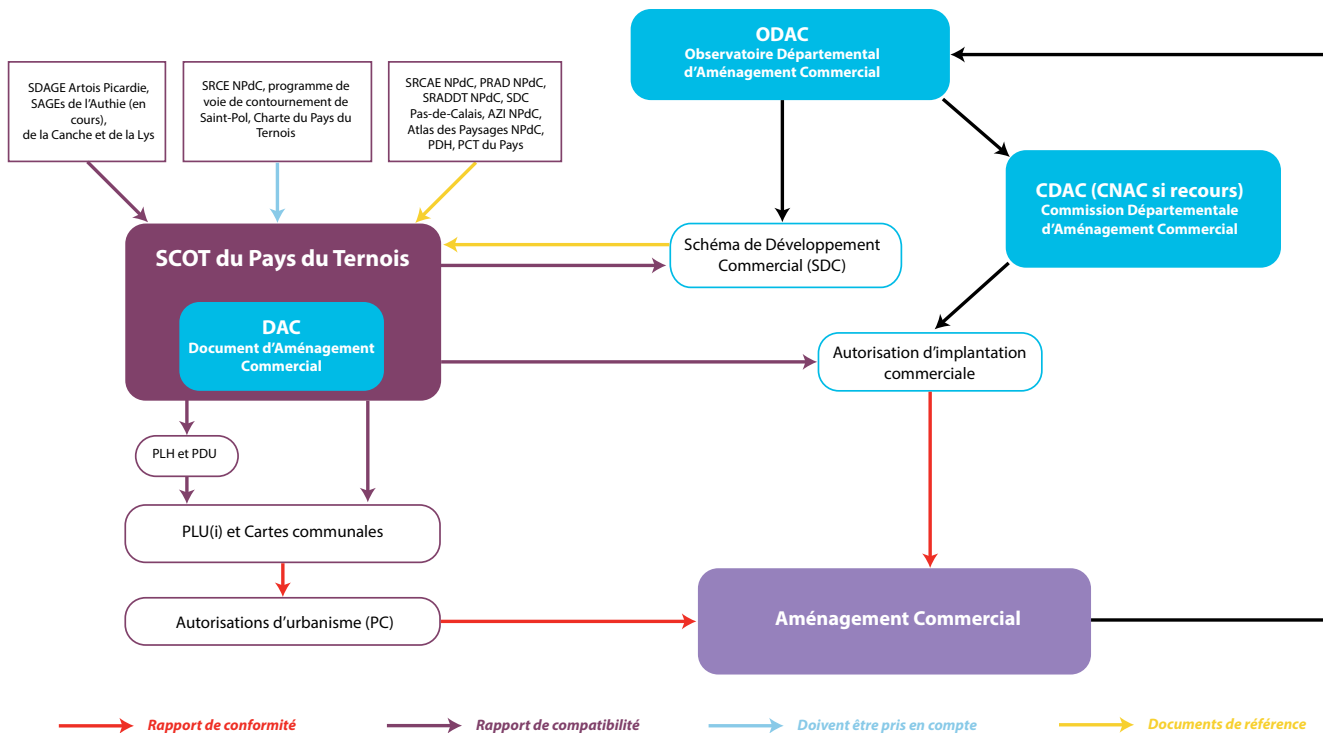 ODAC
Observatoire Départemental
d'Aménagement Commercial
SDAGE Artois Picardie,
SAGEs de l'Authie (en
cours),
de la Canche et de la Lys
SRCE NPdC, programme de
voie de contournement de
Saint-Pol, Charte du Pays du
Ternois
SRCAE NPdC, PRAD NPdC,
SRADDT NPdC, SDC
Pas-de-Calais, AZI NPdC,
Atlas des Paysages NPdC,
PDH, PCT du Pays
CDAC (CNAC si recours)
Commission Départementale
d'Aménagement Commercial
SCOT du Pays du Ternois
Schéma de Développement
Commercial (SDC)
DAC
Document d'Aménagement
Commercial
Autorisation d'implantation
commerciale
PLH et PDU
PLU(i) et Cartes communales
Autorisations d'urbanisme (PC)
Aménagement Commercial
Rapport de conformité
Rapport de compatibilité
Doivent être pris en compte
Documents de référence